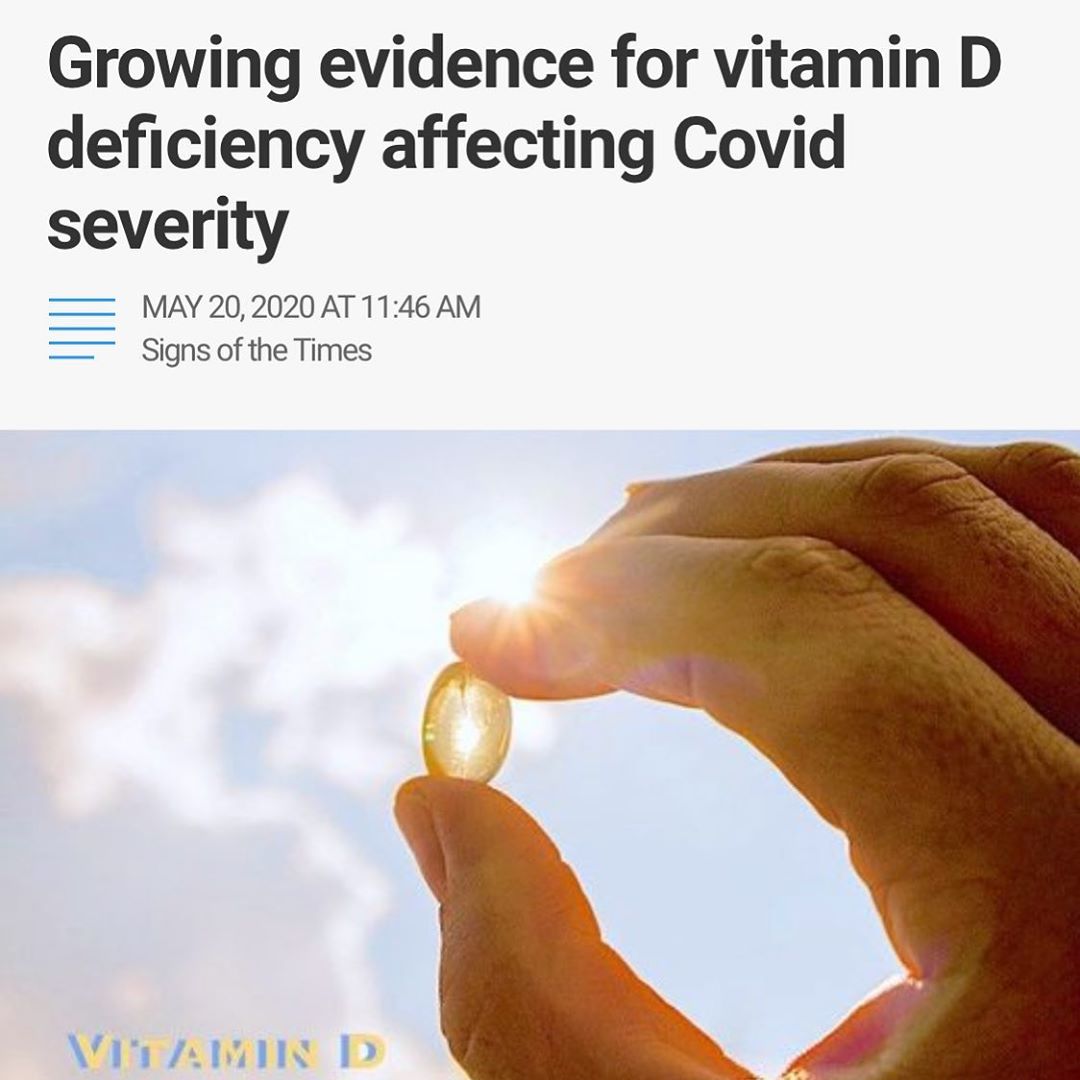 Growing evidence for vitamin D
deficiency affecting Covid
severity
MAY 20, 2020 AT 11:46 AM
Signs of the Times
VITAMIN D